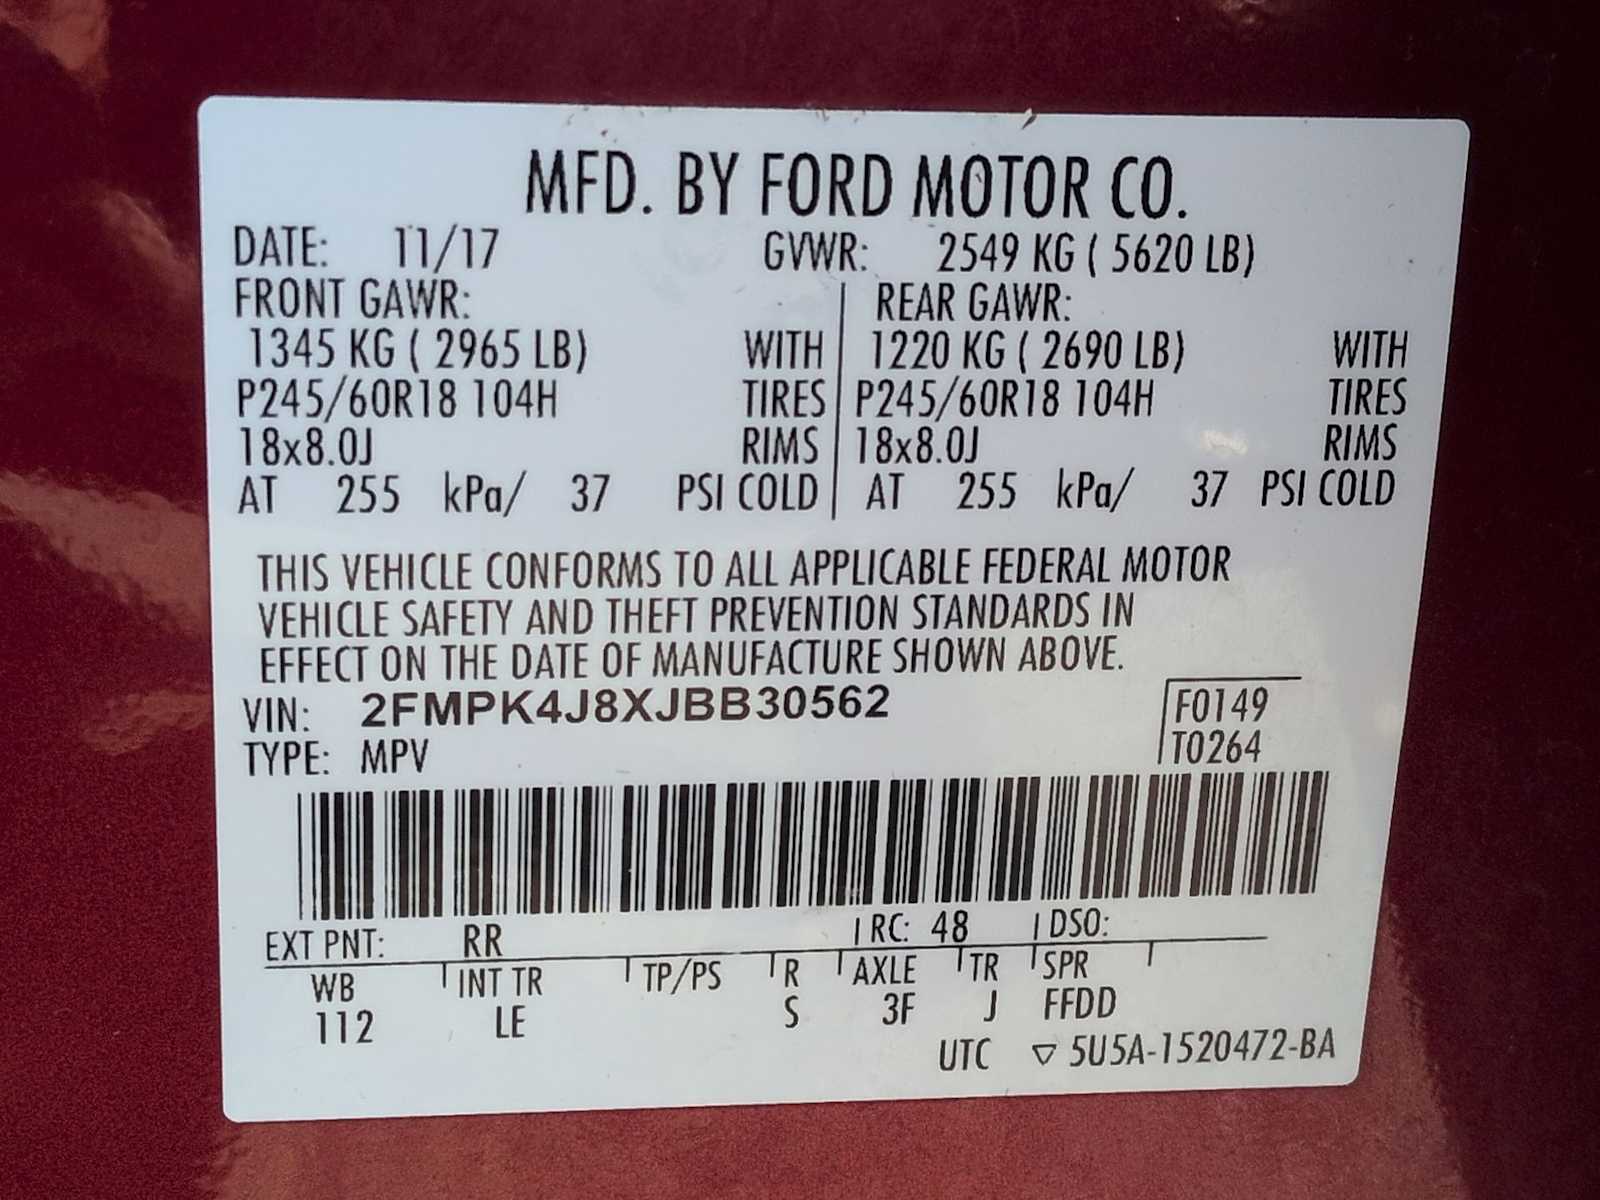 MFD. BY FORD MOTOR CO.
DATE: 11/17 GVWR: 2549 KG ( 5620 LB)
FRONT GAWR: REAR GAWR:
1345 KG ( 2965 LB) WITH 1220 KG ( 2690 LB) WITH
P245/60R18 104H TIRES P245/60R18 104H TIRES
18x8.0J RIMS 18x8.0J RIMS
AT 255 kPa/ 37 PSI COLD AT 255 kPa/ 37 PSI COLD
THIS VEHICLE CONFORMS TO ALL APPLICABLE FEDERAL MOTOR
VEHICLE SAFETY AND THEFT PREVENTION STANDARDS IN
EFFECT ON THE DATE OF MANUFACTURE SHOWN ABOVE.
VIN: 2FMPK4J8XJBB30562 F0149
TYPE: MPV T0264
EXT PNT: RR RC: 48 DSO:
WB INT TR TP/PS R AXLE TR SPR
112 LE S 3F J FFDD
UTC ▽ 5U5A-1520472-BA